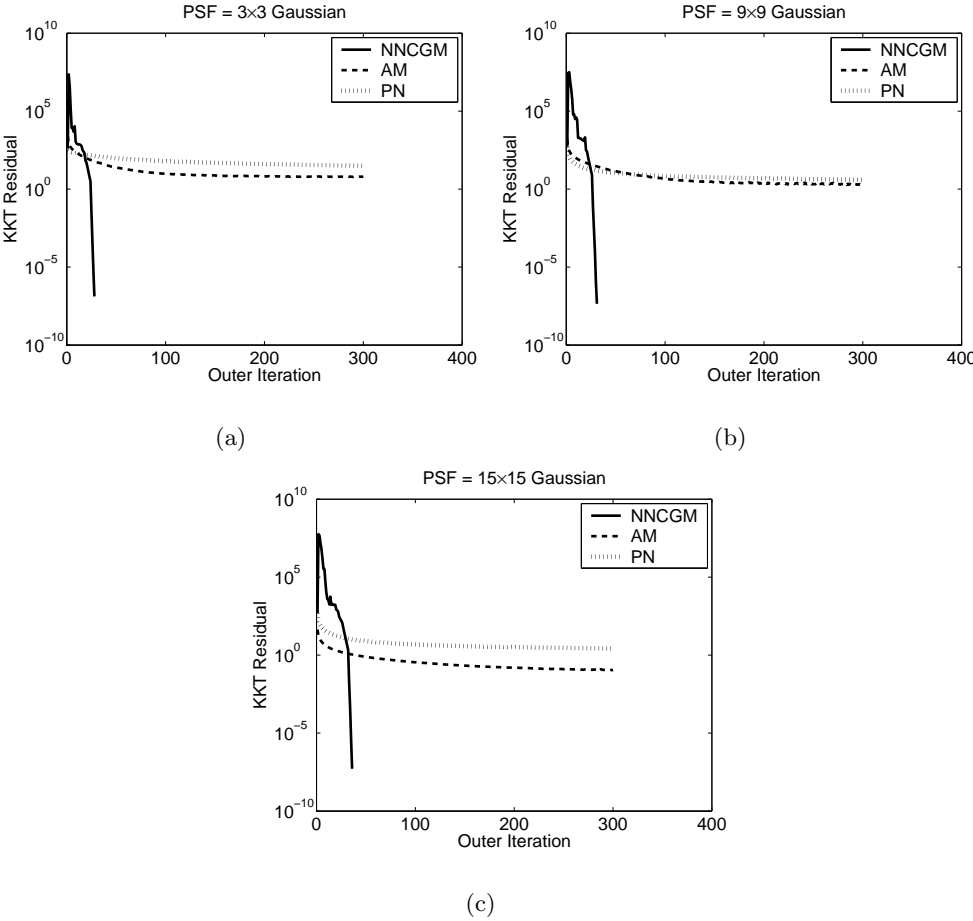 PSF = 3×3 Gaussian
10^10
10^5
10^0
10^−5
10^−10
KKT Residual
0 100 200 300 400
Outer Iteration
NNCGM
AM
PN
(a)
PSF = 9×9 Gaussian
10^10
10^5
10^0
10^−5
10^−10
KKT Residual
0 100 200 300 400
Outer Iteration
NNCGM
AM
PN
(b)
PSF = 15×15 Gaussian
10^10
10^5
10^0
10^−5
10^−10
KKT Residual
0 100 200 300 400
Outer Iteration
NNCGM
AM
PN
(c)